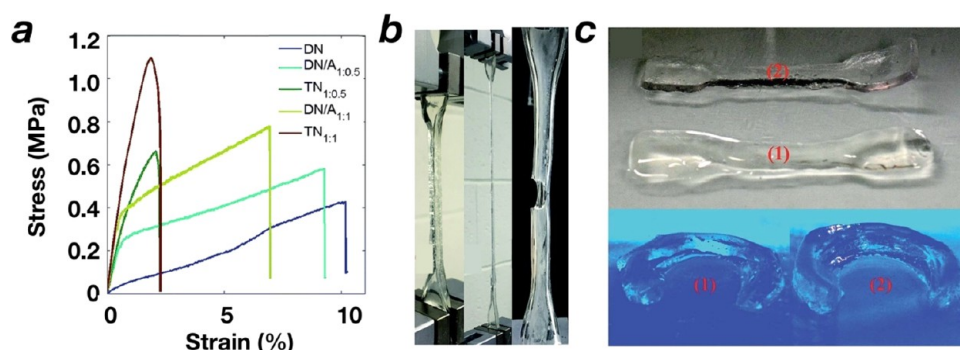 a
1.2
1.0
0.8
0.6
0.4
0.2
0
0
5
10
Stress (MPa)
Strain (%)
DN
DN/A1:0.5
TN1:0.5
DN/A1:1
TN1:1
b
c
(2)
(1)
(1)
(2)